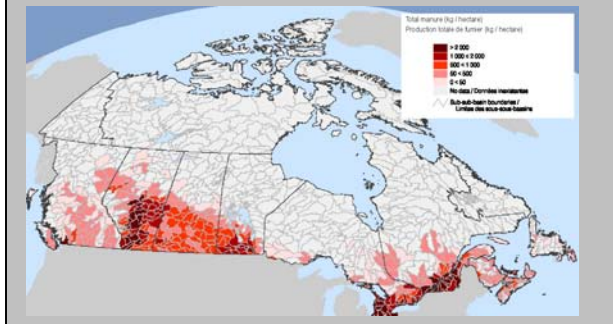 Total manure (kg / hectare)
Production totale de fumier (kg / hectare)
> 2 000
1 000 < 2 000
500 < 1 000
50 < 500
0 < 50
No data / Données inexistentes
Sub-sub-basin boundaries /
Limites des sous-sous-bassins